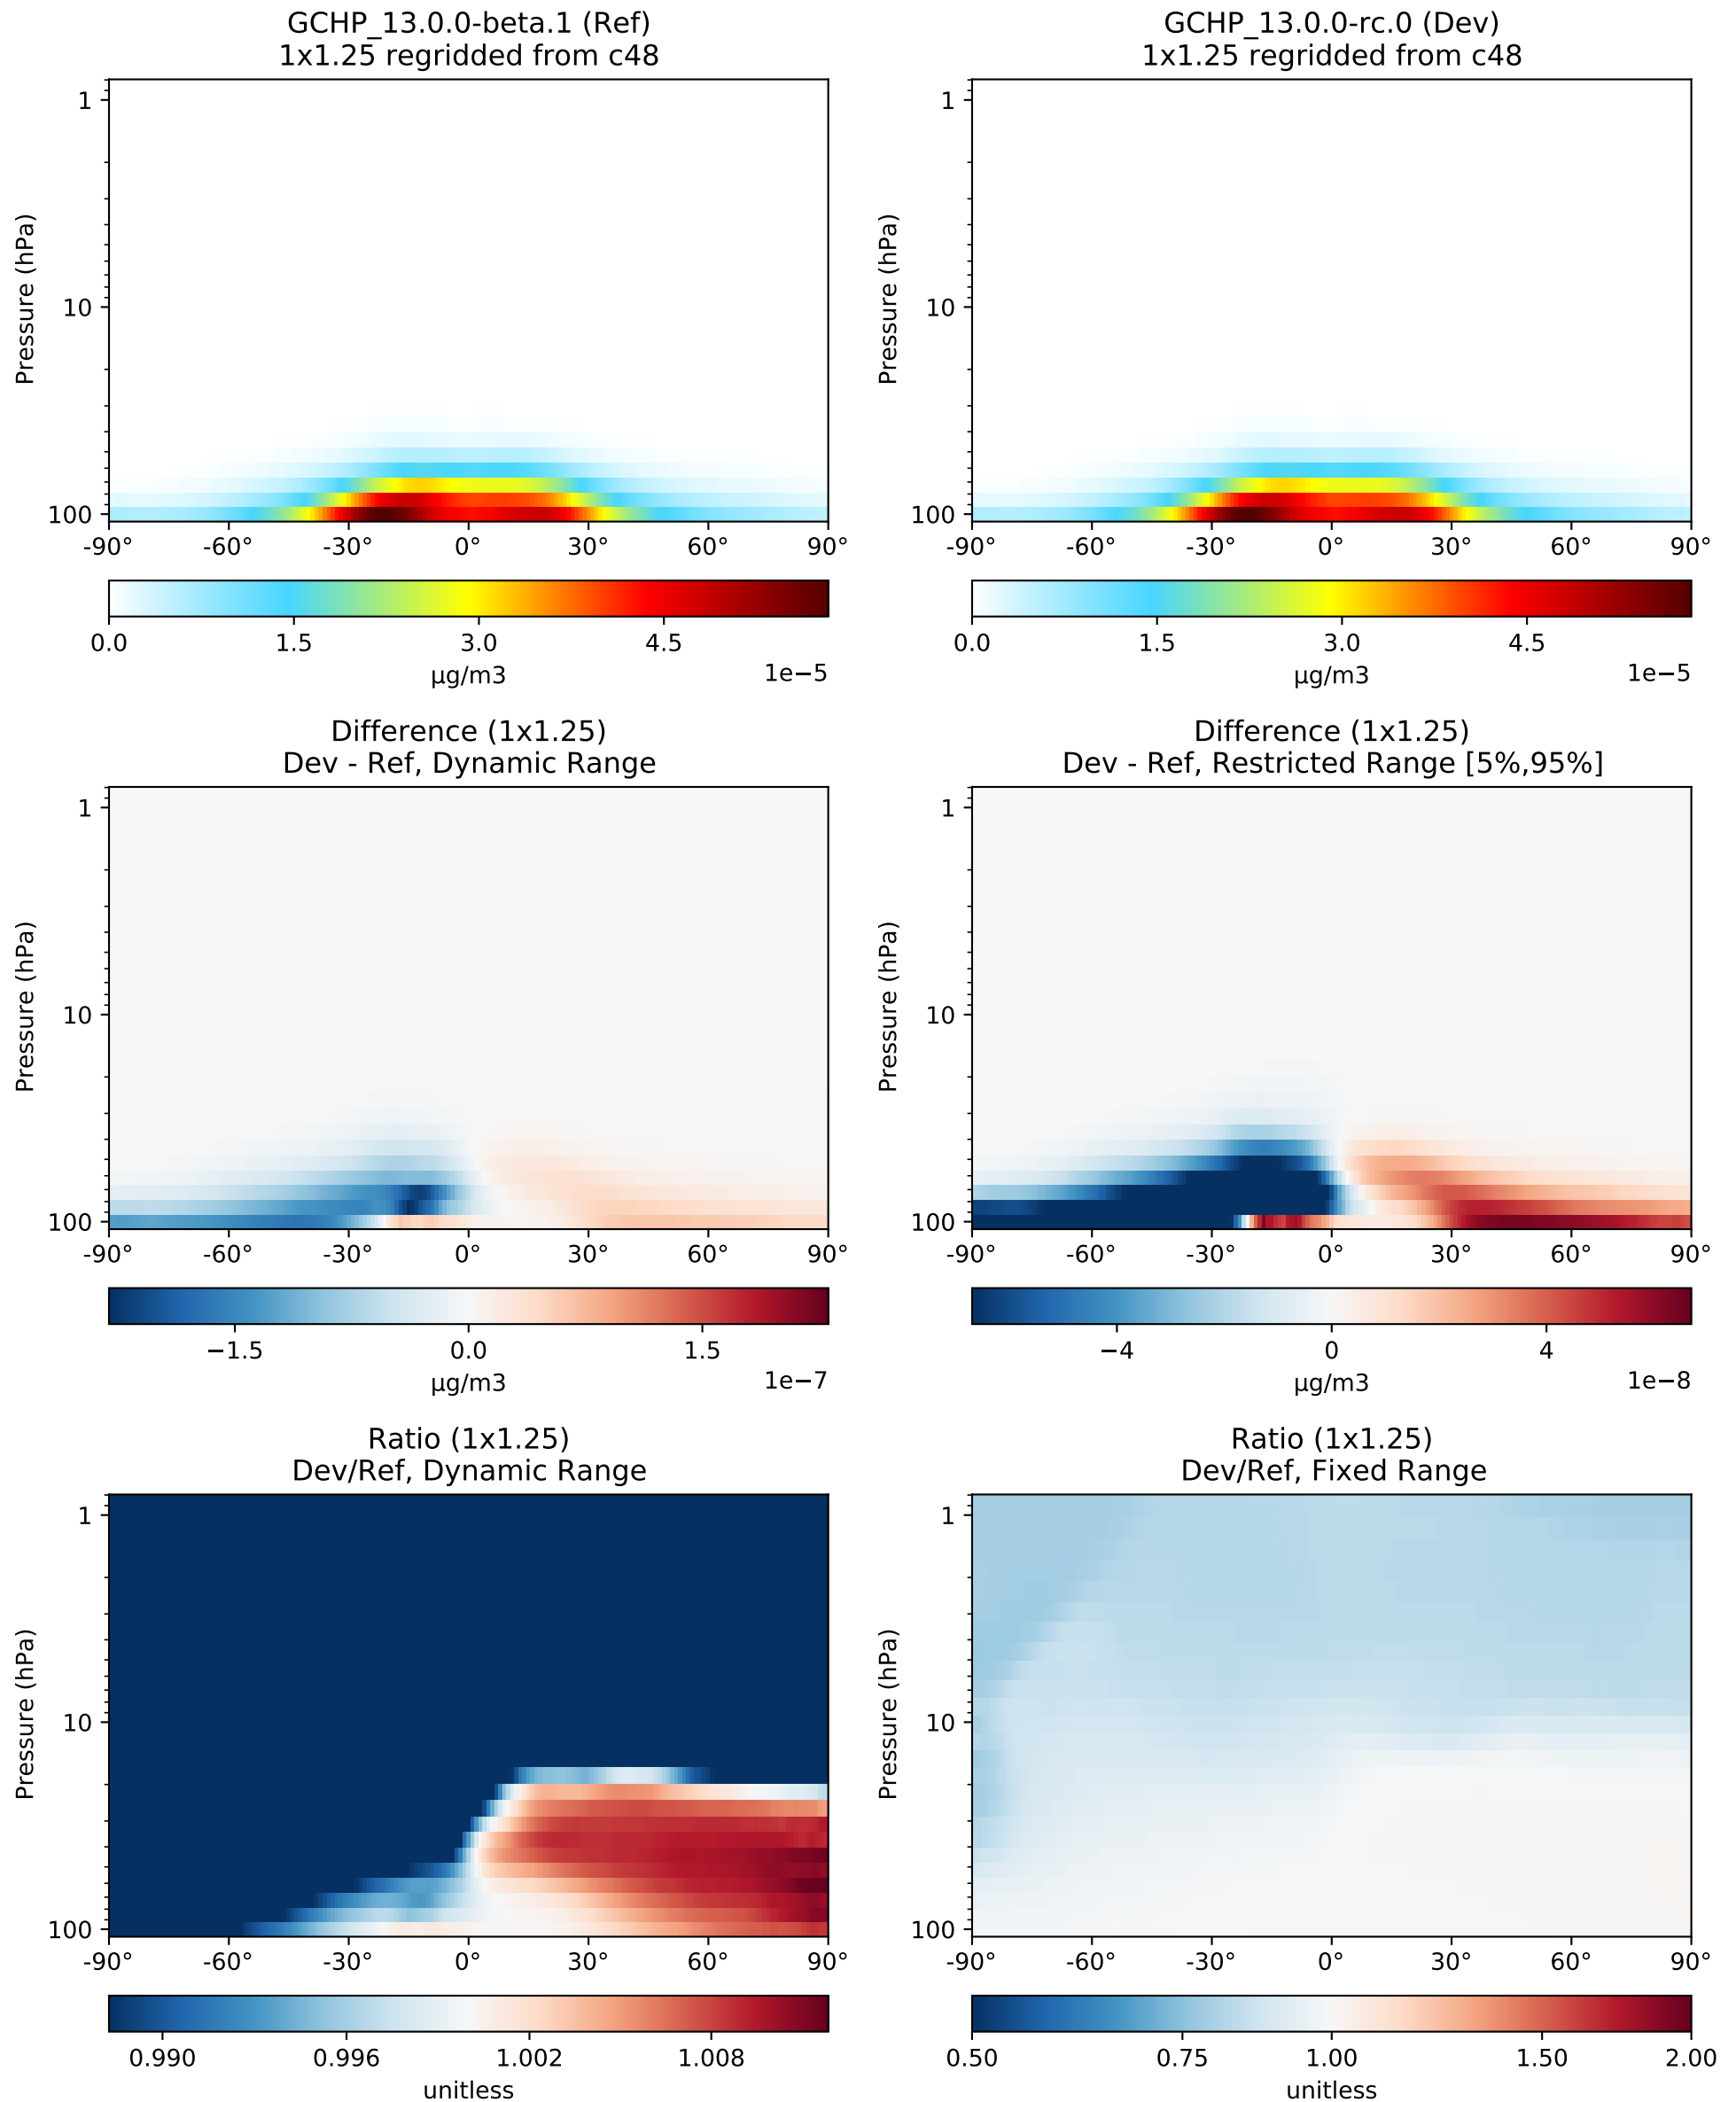 GCHP_13.0.0-beta.1 (Ref)
1x1.25 regridded from c48
Pressure (hPa)
1
10
100
-90° -60° -30° 0° 30° 60° 90°
0.0 1.5 3.0 4.5
µg/m3
1e−5
GCHP_13.0.0-rc.0 (Dev)
1x1.25 regridded from c48
Pressure (hPa)
1
10
100
-90° -60° -30° 0° 30° 60° 90°
0.0 1.5 3.0 4.5
µg/m3
1e−5
Difference (1x1.25)
Dev - Ref, Dynamic Range
Pressure (hPa)
1
10
100
-90° -60° -30° 0° 30° 60° 90°
−1.5 0.0 1.5
µg/m3
1e−7
Difference (1x1.25)
Dev - Ref, Restricted Range [5%,95%]
Pressure (hPa)
1
10
100
-90° -60° -30° 0° 30° 60° 90°
−4 0 4
µg/m3
1e−8
Ratio (1x1.25)
Dev/Ref, Dynamic Range
Pressure (hPa)
1
10
100
-90° -60° -30° 0° 30° 60° 90°
0.990 0.996 1.002 1.008
unitless
Ratio (1x1.25)
Dev/Ref, Fixed Range
Pressure (hPa)
1
10
100
-90° -60° -30° 0° 30° 60° 90°
0.50 0.75 1.00 1.50 2.00
unitless